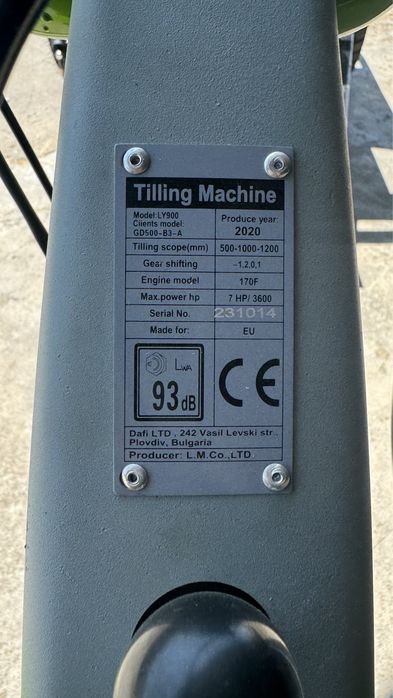 Tilling Machine
Model:LY900
Clients model:
GD500-B3-A
Produce year:
2020
Tilling scope(mm) 500-1000-1200
Gear shifting -1,2,0,1
Engine model 170F
Max.power hp 7 HP/ 3600
Serial No. 231014
Made for: EU
LWA
93 dB
CE
Dafi LTD , 242 Vasil Levski str.,
Plovdiv, Bulgaria
Producer: L.M.Co.,LTD.